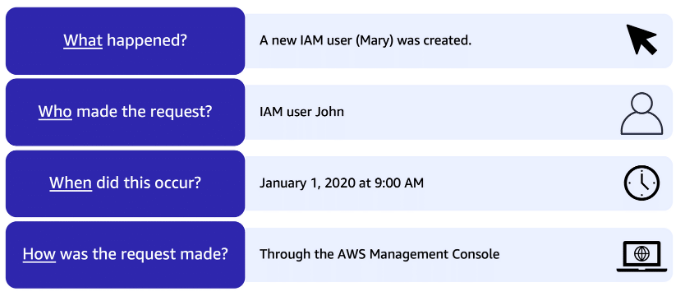 What happened?
A new IAM user (Mary) was created.
Who made the request?
IAM user John
When did this occur?
January 1, 2020 at 9:00 AM
How was the request made?
Through the AWS Management Console